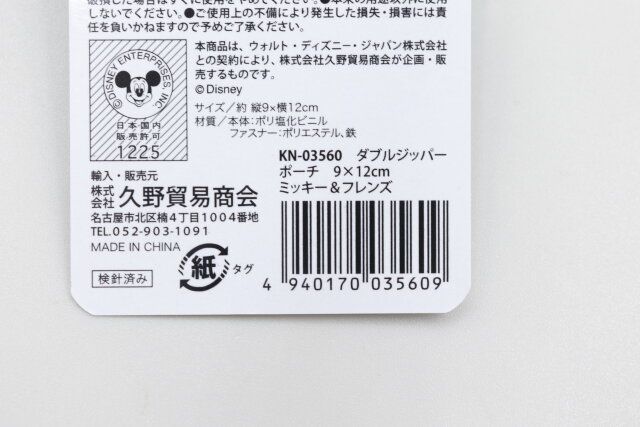 破損した場合はすぐに使用をやめてください。●本来の用途以外に使用
しないでください。●ご使用上の不備により発生した損失・損害には責
任を負いかねますので予めご了承ください。
© DISNEY ENTERPRISES, INC
日本国内
販売許可
1225
本商品は、ウォルト・ディズニー・ジャパン株式会社
との契約により、株式会社久野貿易商会が企画・販
売するものです。
©Disney
サイズ／約 縦9×横12cm
材質／本体：ポリ塩化ビニル
ファスナー：ポリエステル,鉄
KN-03560 ダブルジッパー
ポーチ 9×12cm
ミッキー＆フレンズ
輸入・販売元
株式会社 久野貿易商会
名古屋市北区楠4丁目1004番地
TEL.052-903-1091
MADE IN CHINA
検針済み
紙 タグ
4 940170 035609